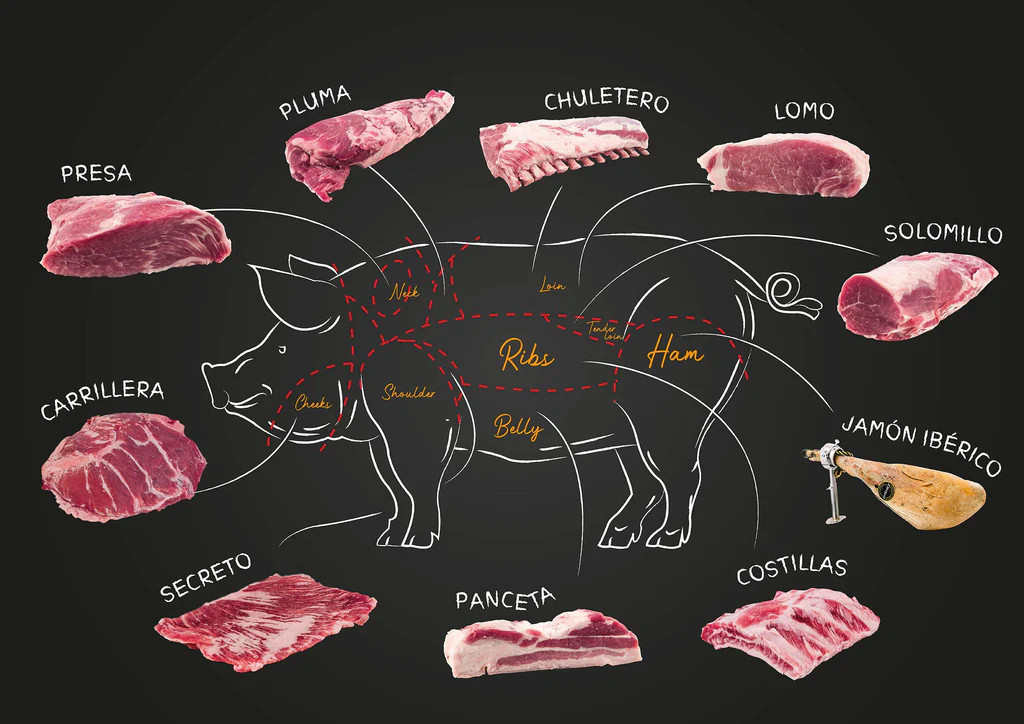 PLUMA
CHULETERO
LOMO
PRESA
SOLOMILLO
Neck
Loin
Tender
loin
Ribs
Ham
Cheeks
Shoulder
Belly
CARRILLERA
JAMÓN IBÉRICO
SECRETO
PANCETA
COSTILLAS